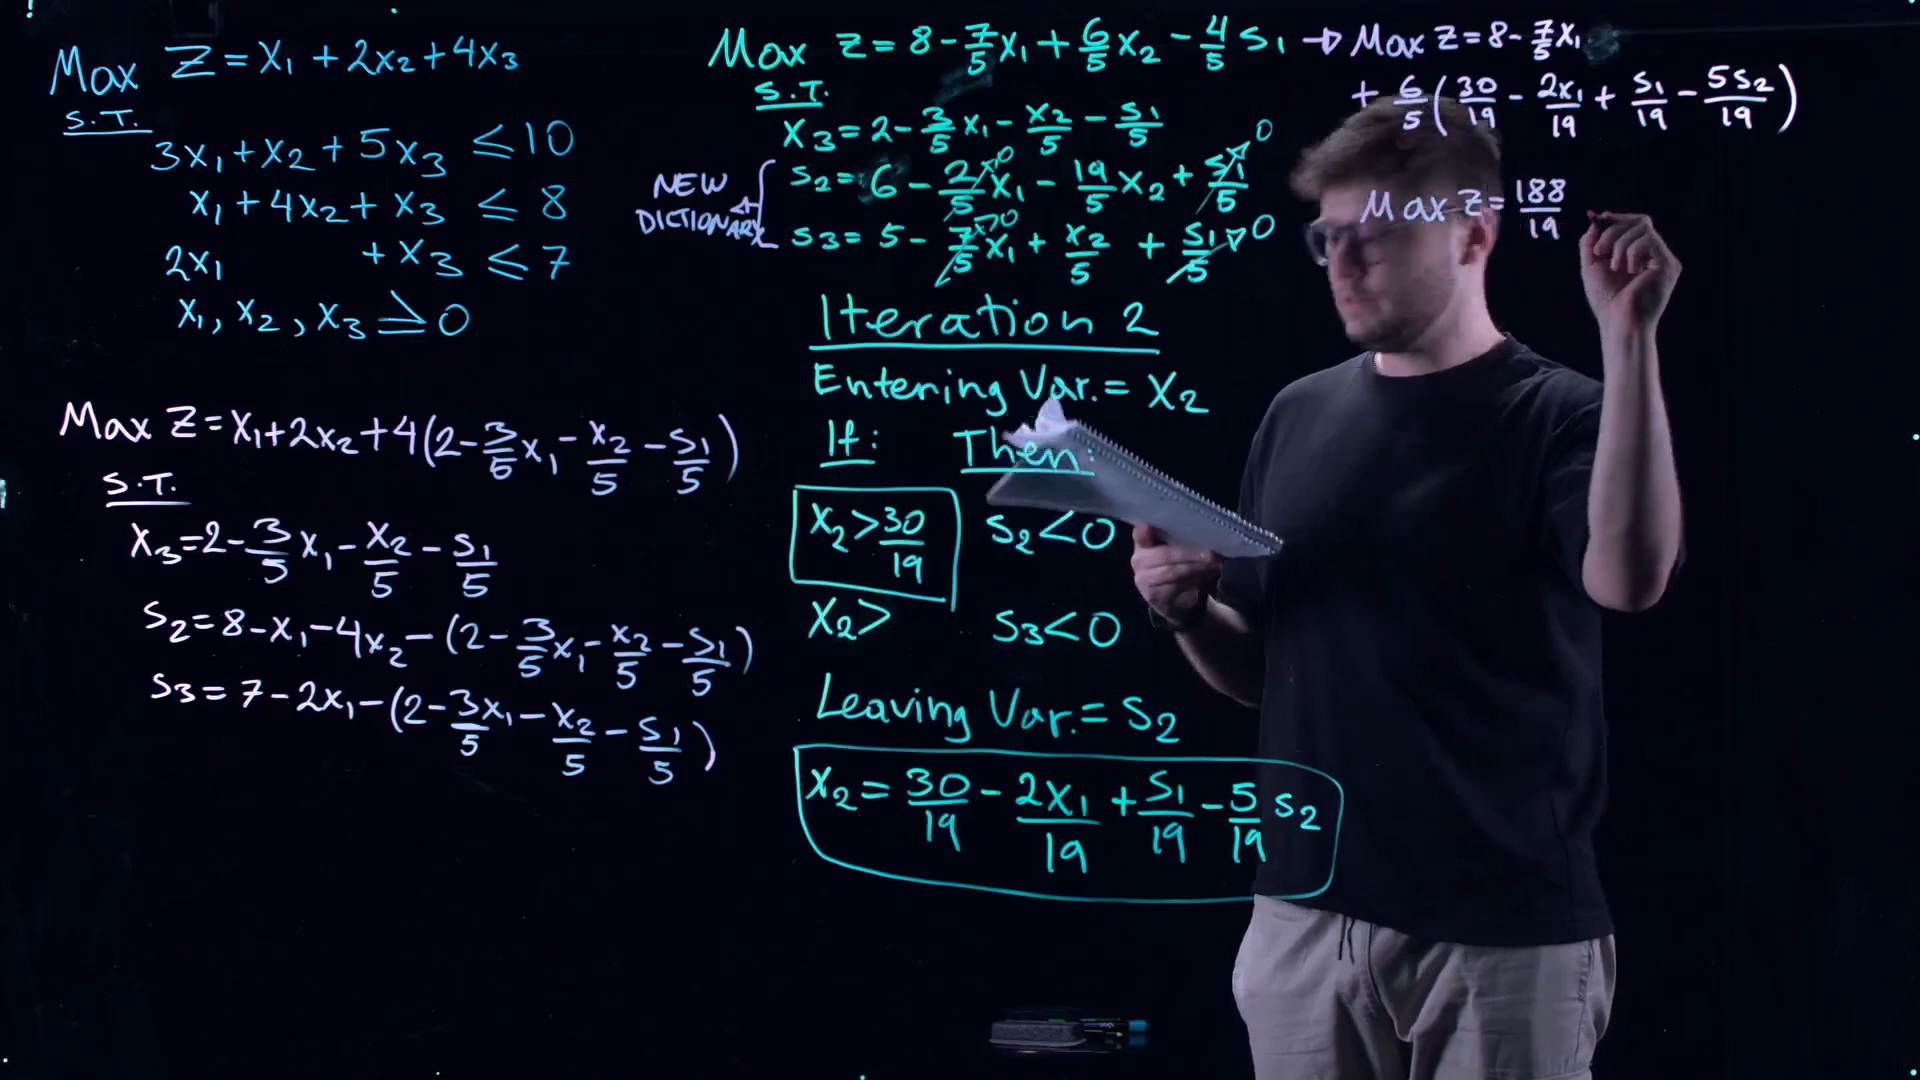 Max Z = x₁ + 2x₂ + 4x₃
S.T.
3x₁ + x₂ + 5x₃ ≤ 10
x₁ + 4x₂ + x₃ ≤ 8
2x₁ + x₃ ≤ 7
x₁, x₂, x₃ ≥ 0
Max Z = x₁ + 2x₂ + 4(2 - 3/5 x₁ - x₂/5 - s₁/5)
S.T.
x₃ = 2 - 3/5 x₁ - x₂/5 - s₁/5
s₂ = 8 - x₁ - 4x₂ - (2 - 3/5 x₁ - x₂/5 - s₁/5)
s₃ = 7 - 2x₁ - (2 - 3x₁/5 - x₂/5 - s₁/5)
Max Z = 8 - 7/5 x₁ + 6/5 x₂ - 4/5 s₁ →
S.T.
x₃ = 2 - 3/5 x₁ - x₂/5 - s₁/5
NEW
DICTIONARY
s₂ = 6 - 2/5 x₁ →0 - 19/5 x₂ + s₁/5 →0
s₃ = 5 - 7/5 x₁ →0 + x₂/5 + s₁/5 →0
Iteration 2
Entering Var. = x₂
If: Then:
x₂ > 30/19 s₂ < 0
x₂ > s₃ < 0
Leaving Var. = s₂
x₂ = 30/19 - 2x₁/19 + s₁/19 - 5/19 s₂
Max Z = 8 - 7/5 x₁
+ 6/5 (30/19 - 2x₁/19 + s₁/19 - 5s₂/19)
Max Z = 188/19